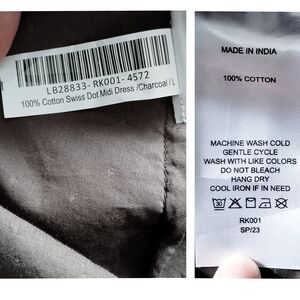 LB28833-RK001-4572
100% Cotton Swiss Dot Midi Dress /Charcoal/L
MADE IN INDIA
100% COTTON
MACHINE WASH COLD
GENTLE CYCLE
WASH WITH LIKE COLORS
DO NOT BLEACH
HANG DRY
COOL IRON IF IN NEED
RK001
SP/23